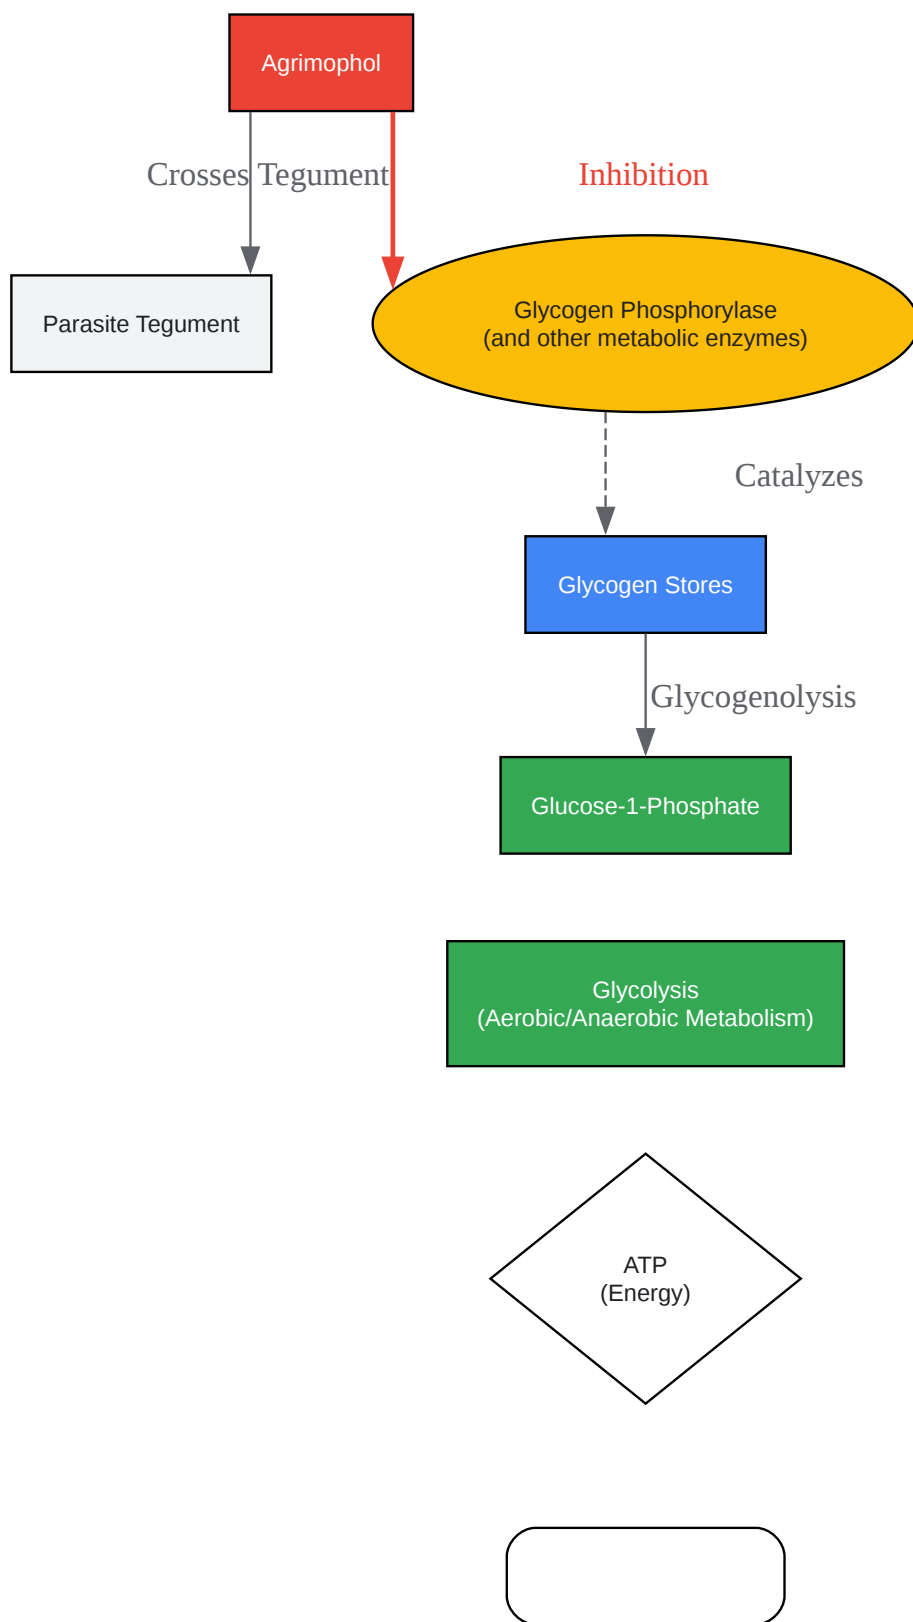 Agrimophol
Crosses Tegument
Inhibition
Parasite Tegument
Glycogen Phosphorylase
(and other metabolic enzymes)
Catalyzes
Glycogen Stores
Glycogenolysis
Glucose-1-Phosphate
Glycolysis
(Aerobic/Anaerobic Metabolism)
ATP
(Energy)